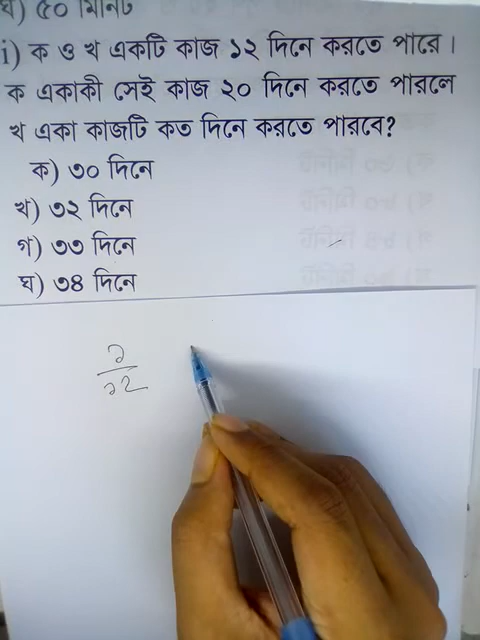 ঘ) ৫০ মিনিট
i) ক ও খ একটি কাজ ১২ দিনে করতে পারে।
ক একাকী সেই কাজ ২০ দিনে করতে পারলে
খ একা কাজটি কত দিনে করতে পারবে?
ক) ৩০ দিনে
খ) ৩২ দিনে
গ) ৩৩ দিনে
ঘ) ৩৪ দিনে
১
১২